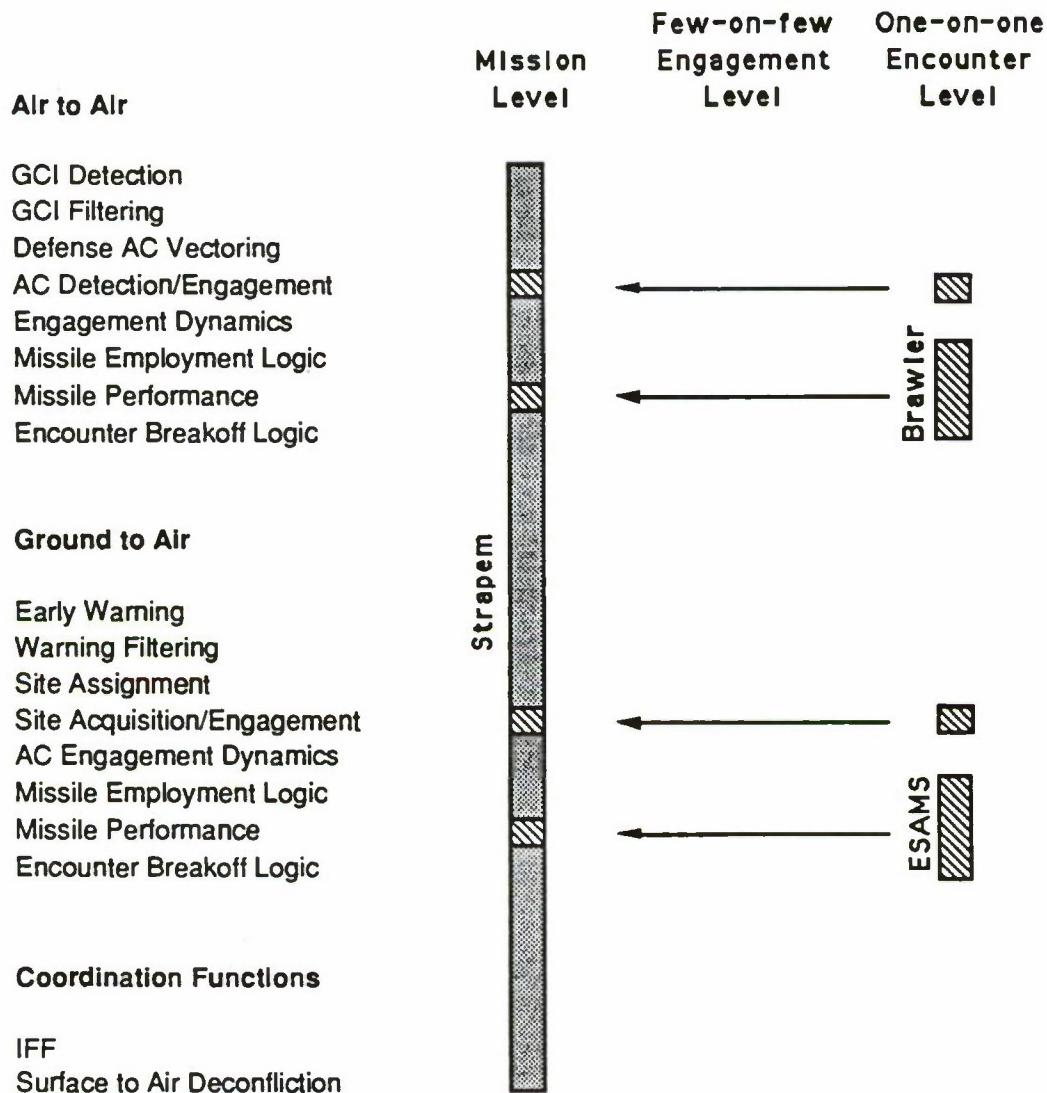 Few-on-few One-on-one
Mission Engagement Encounter
Level Level Level
Air to Air
GCI Detection
GCI Filtering
Defense AC Vectoring
AC Detection/Engagement
Engagement Dynamics
Missile Employment Logic
Missile Performance
Encounter Breakoff Logic
Brawler
Ground to Air
Strapem
Early Warning
Warning Filtering
Site Assignment
Site Acquisition/Engagement
AC Engagement Dynamics
Missile Employment Logic
Missile Performance
Encounter Breakoff Logic
ESAMS
Coordination Functions
IFF
Surface to Air Deconfliction